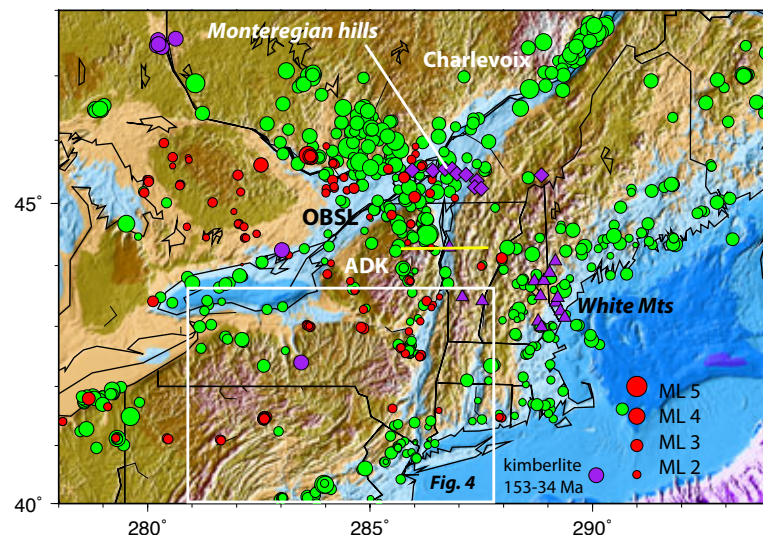 Monteregian hills
Charlevoix
45°
OBSL
ADK
White Mts
ML 5
ML 4
ML 3
ML 2
kimberlite
153-34 Ma
Fig. 4
40°
280°
285°
290°